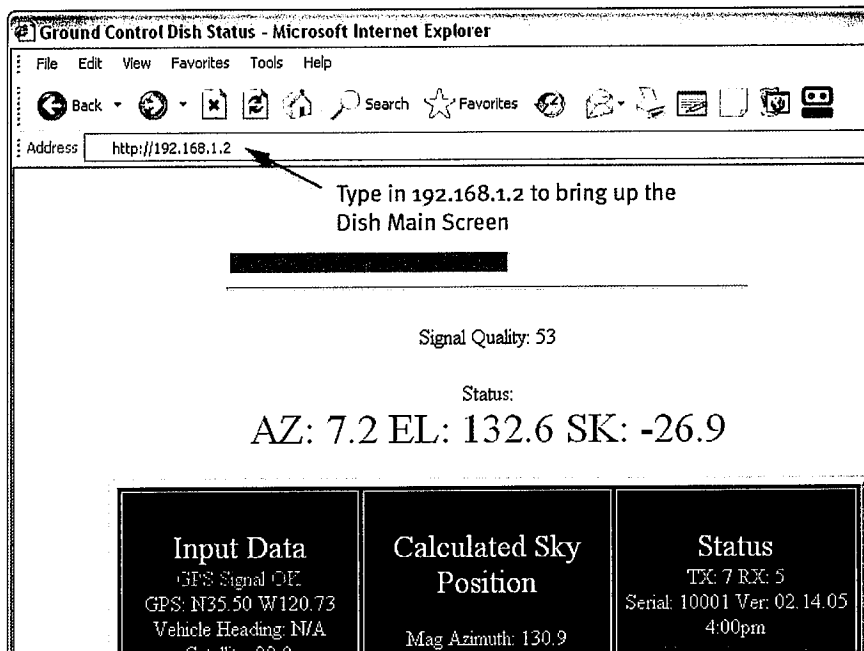 Ground Control Dish Status - Microsoft Internet Explorer
File Edit View Favorites Tools Help
Back Search Favorites
Address http://192.168.1.2
Type in 192.168.1.2 to bring up the
Dish Main Screen
Signal Quality: 53
Status:
AZ: 7.2 EL: 132.6 SK: -26.9
Input Data
GPS Signal OK
GPS: N35.50 W120.73
Vehicle Heading: N/A
Calculated Sky
Position
Mag Azimuth: 130.9
Status
TX: 7 RX: 5
Serial: 10001 Ver: 02.14.05
4:00pm